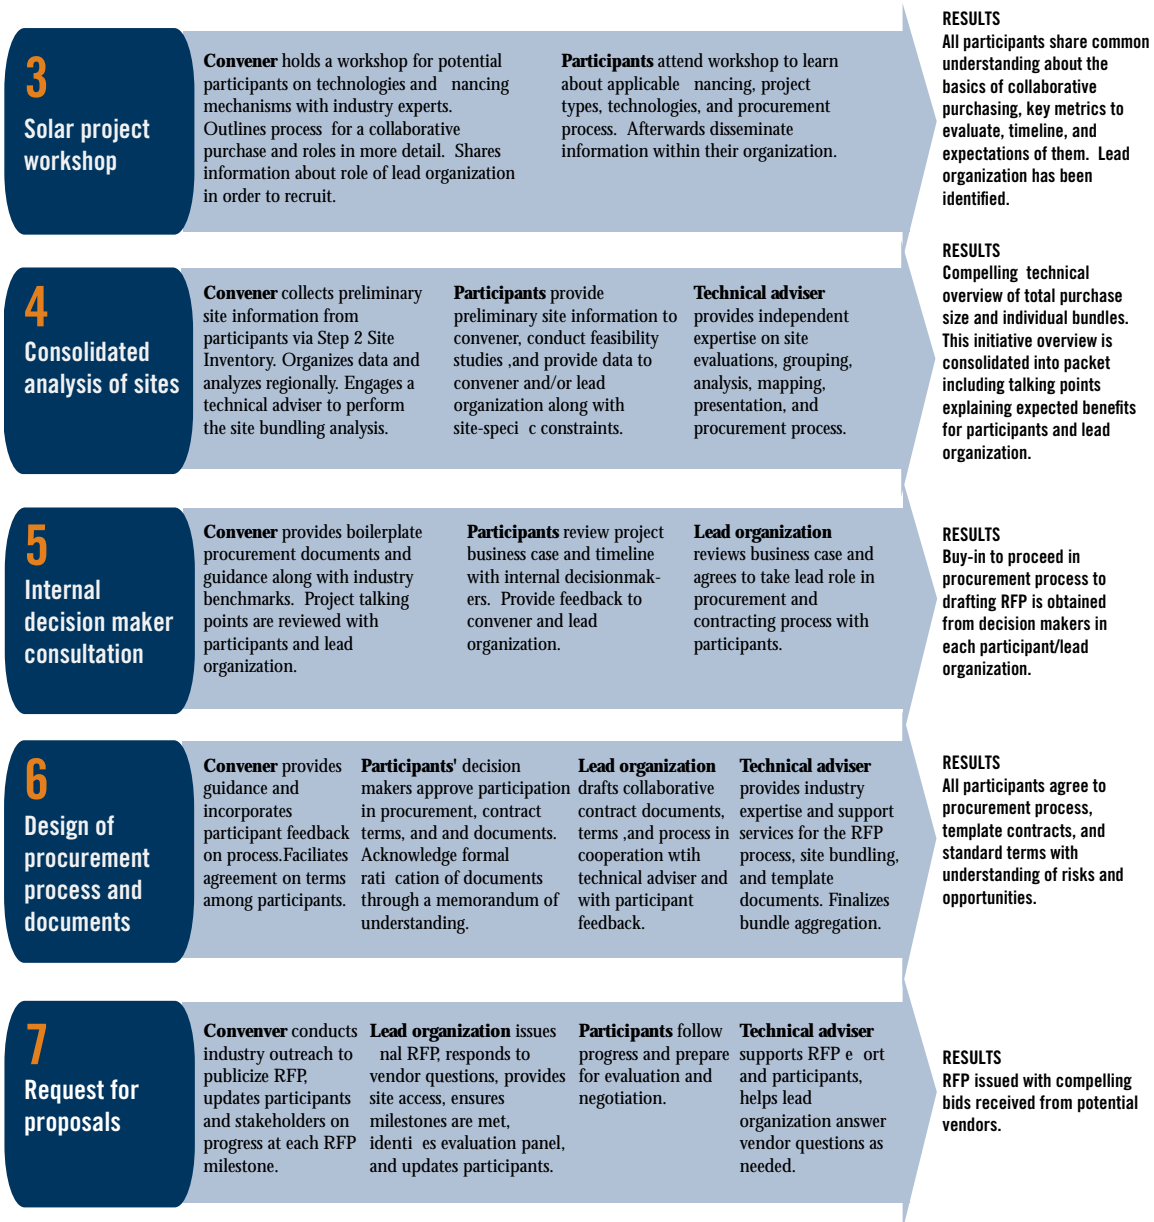 3
Solar project
workshop
Convener holds a workshop for potential
participants on technologies and nancing
mechanisms with industry experts.
Outlines process for a collaborative
purchase and roles in more detail. Shares
information about role of lead organization
in order to recruit.
Participants attend workshop to learn
about applicable nancing, project
types, technologies, and procurement
process. Afterwards disseminate
information within their organization.
RESULTS
All participants share common
understanding about the
basics of collaborative
purchasing, key metrics to
evaluate, timeline, and
expectations of them. Lead
organization has been
identified.
4
Consolidated
analysis of sites
Convener collects preliminary
site information from
participants via Step 2 Site
Inventory. Organizes data and
analyzes regionally. Engages a
technical adviser to perform
the site bundling analysis.
Participants provide
preliminary site information to
convener, conduct feasibility
studies ,and provide data to
convener and/or lead
organization along with
site-speci c constraints.
Technical adviser
provides independent
expertise on site
evaluations, grouping,
analysis, mapping,
presentation, and
procurement process.
RESULTS
Compelling technical
overview of total purchase
size and individual bundles.
This initiative overview is
consolidated into packet
including talking points
explaining expected benefits
for participants and lead
organization.
5
Internal
decision maker
consultation
Convener provides boilerplate
procurement documents and
guidance along with industry
benchmarks. Project talking
points are reviewed with
participants and lead
organization.
Participants review project
business case and timeline
with internal decisionmak-
ers. Provide feedback to
convener and lead
organization.
Lead organization
reviews business case and
agrees to take lead role in
procurement and
contracting process with
participants.
RESULTS
Buy-in to proceed in
procurement process to
drafting RFP is obtained
from decision makers in
each participant/lead
organization.
6
Design of
procurement
process and
documents
Convener provides
guidance and
incorporates
participant feedback
on process.Faciliates
agreement on terms
among participants.
Participants' decision
makers approve participation
in procurement, contract
terms, and and documents.
Acknowledge formal
rati cation of documents
through a memorandum of
understanding.
Lead organization
drafts collaborative
contract documents,
terms ,and process in
cooperation wtih
technical adviser and
with participant
feedback.
Technical adviser
provides industry
expertise and support
services for the RFP
process, site bundling,
and template
documents. Finalizes
bundle aggregation.
RESULTS
All participants agree to
procurement process,
template contracts, and
standard terms with
understanding of risks and
opportunities.
7
Request for
proposals
Convenver conducts
industry outreach to
publicize RFP,
updates participants
and stakeholders on
progress at each RFP
milestone.
Lead organization issues
nal RFP, responds to
vendor questions, provides
site access, ensures
milestones are met,
identi es evaluation panel,
and updates participants.
Participants follow
progress and prepare
for evaluation and
negotiation.
Technical adviser
supports RFP e ort
and participants,
helps lead
organization answer
vendor questions as
needed.
RESULTS
RFP issued with compelling
bids received from potential
vendors.